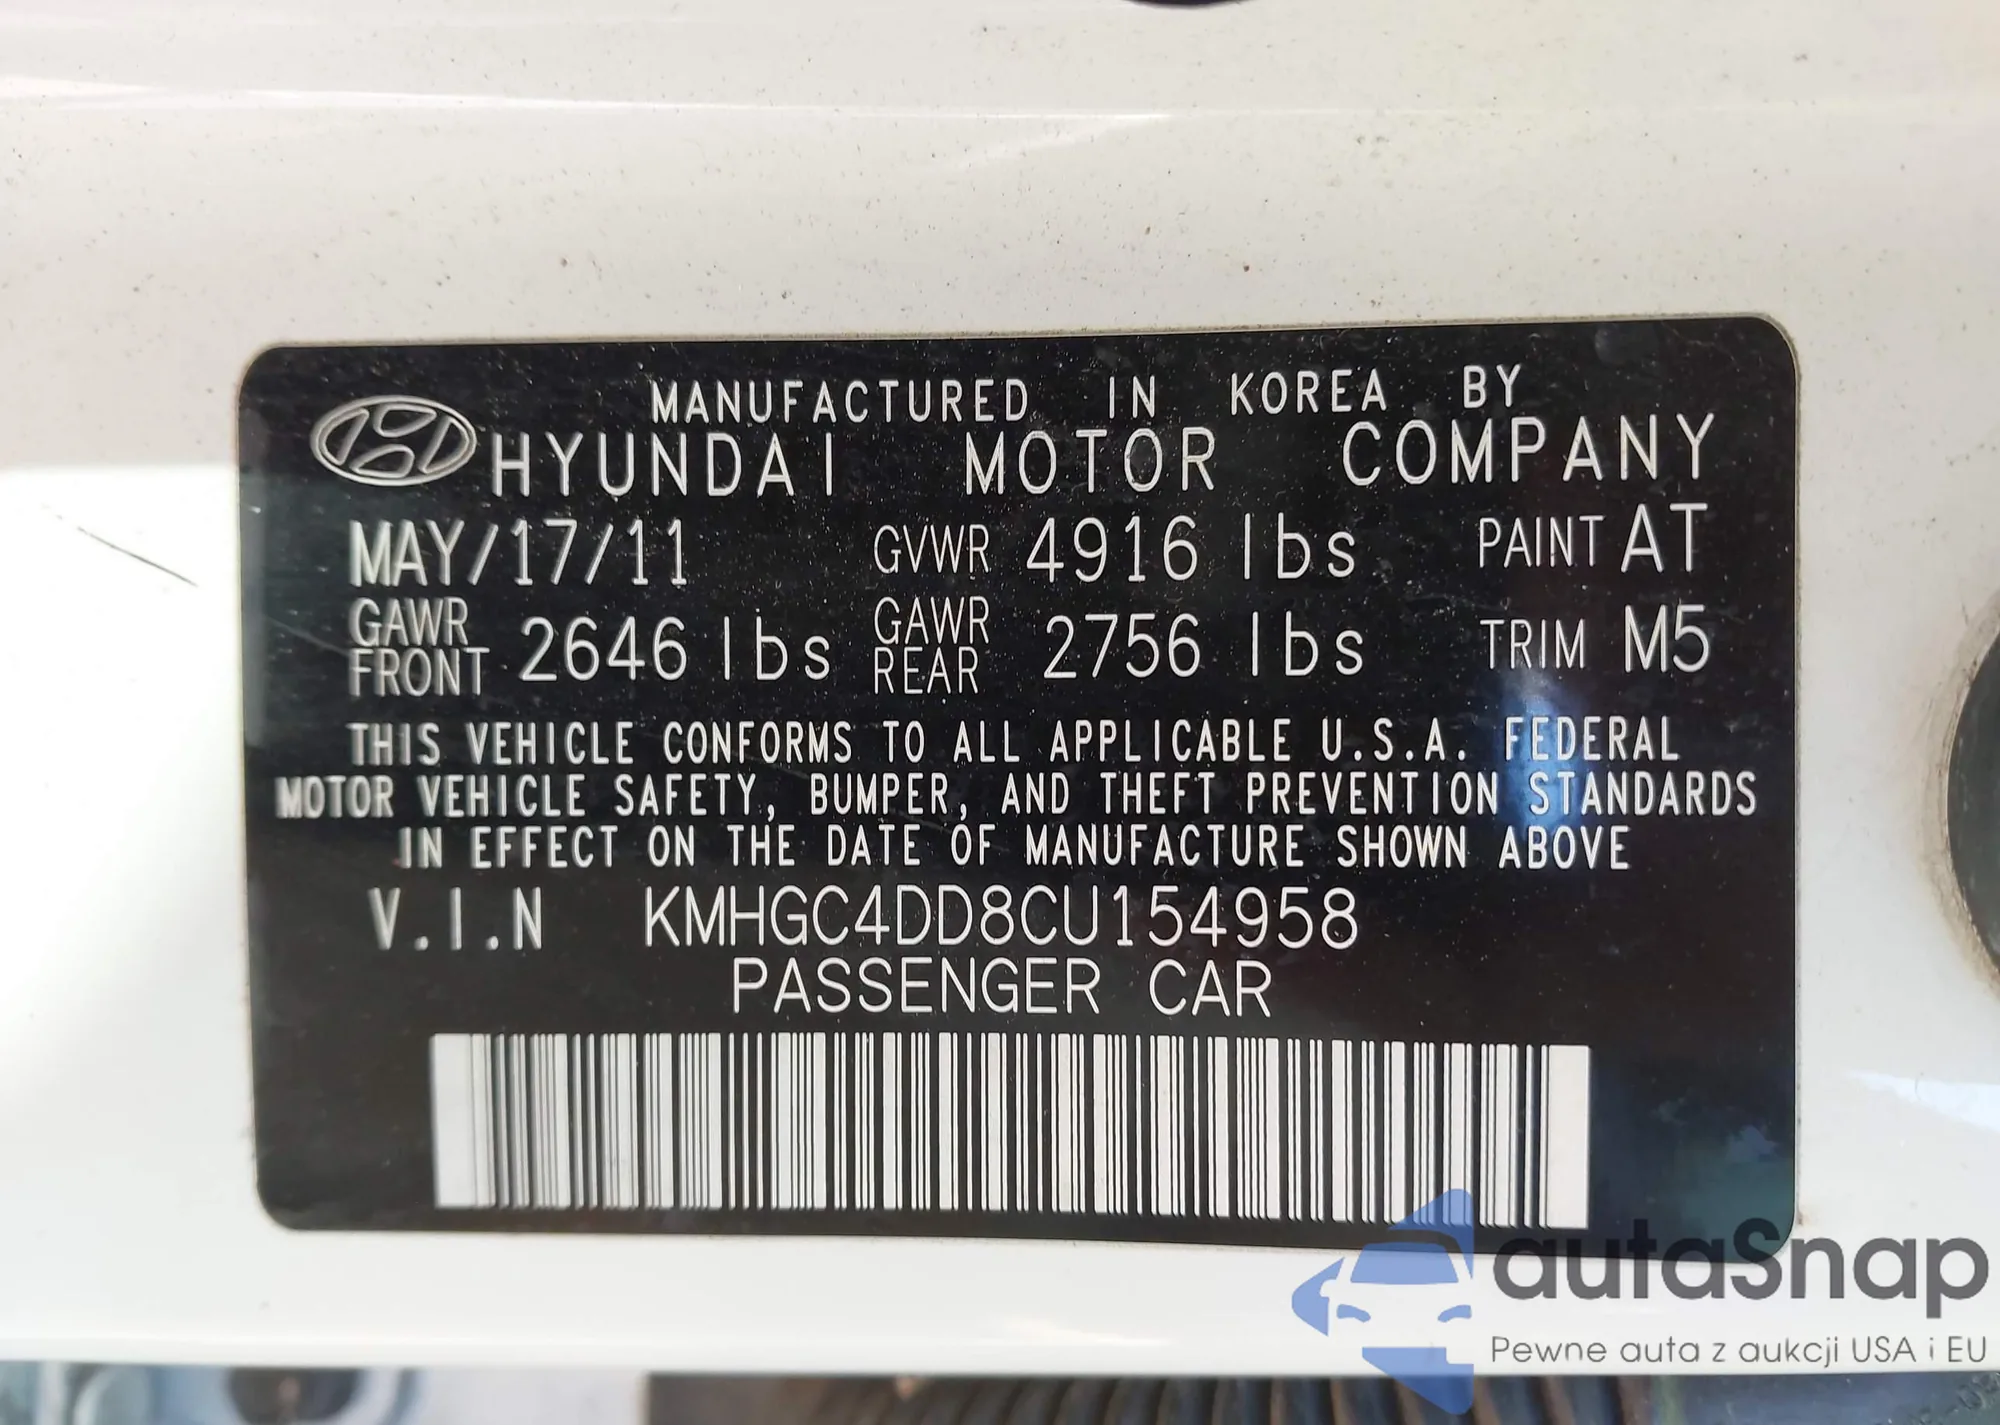 MANUFACTURED IN KOREA BY
HYUNDAI MOTOR COMPANY
MAY/17/11 GVWR 4916 lbs PAINT AT
GAWR FRONT 2646 lbs GAWR REAR 2756 lbs TRIM M5
THIS VEHICLE CONFORMS TO ALL APPLICABLE U.S.A. FEDERAL
MOTOR VEHICLE SAFETY, BUMPER, AND THEFT PREVENTION STANDARDS
IN EFFECT ON THE DATE OF MANUFACTURE SHOWN ABOVE
V.I.N KMHGC4DD8CU154958
PASSENGER CAR
autaSnap
Pewne auta z aukcji USA i EU